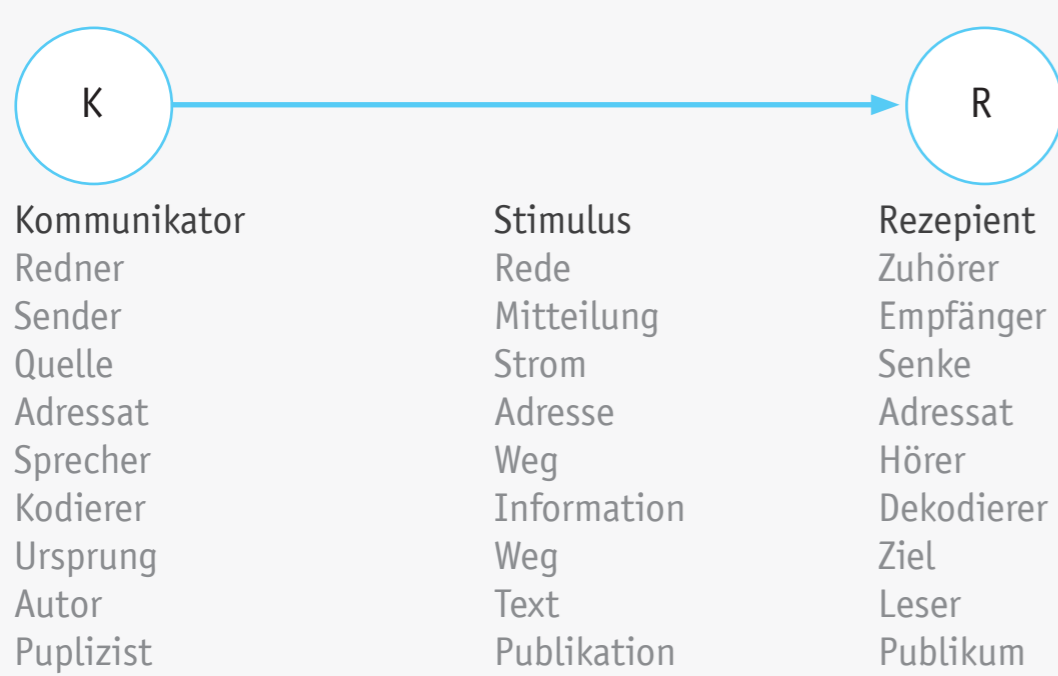 K R
Kommunikator Stimulus Rezepient
Redner Rede Zuhörer
Sender Mitteilung Empfänger
Quelle Strom Senke
Adressat Adresse Adressat
Sprecher Weg Hörer
Kodierer Information Dekodierer
Ursprung Weg Ziel
Autor Text Leser
Puplizist Publikation Publikum